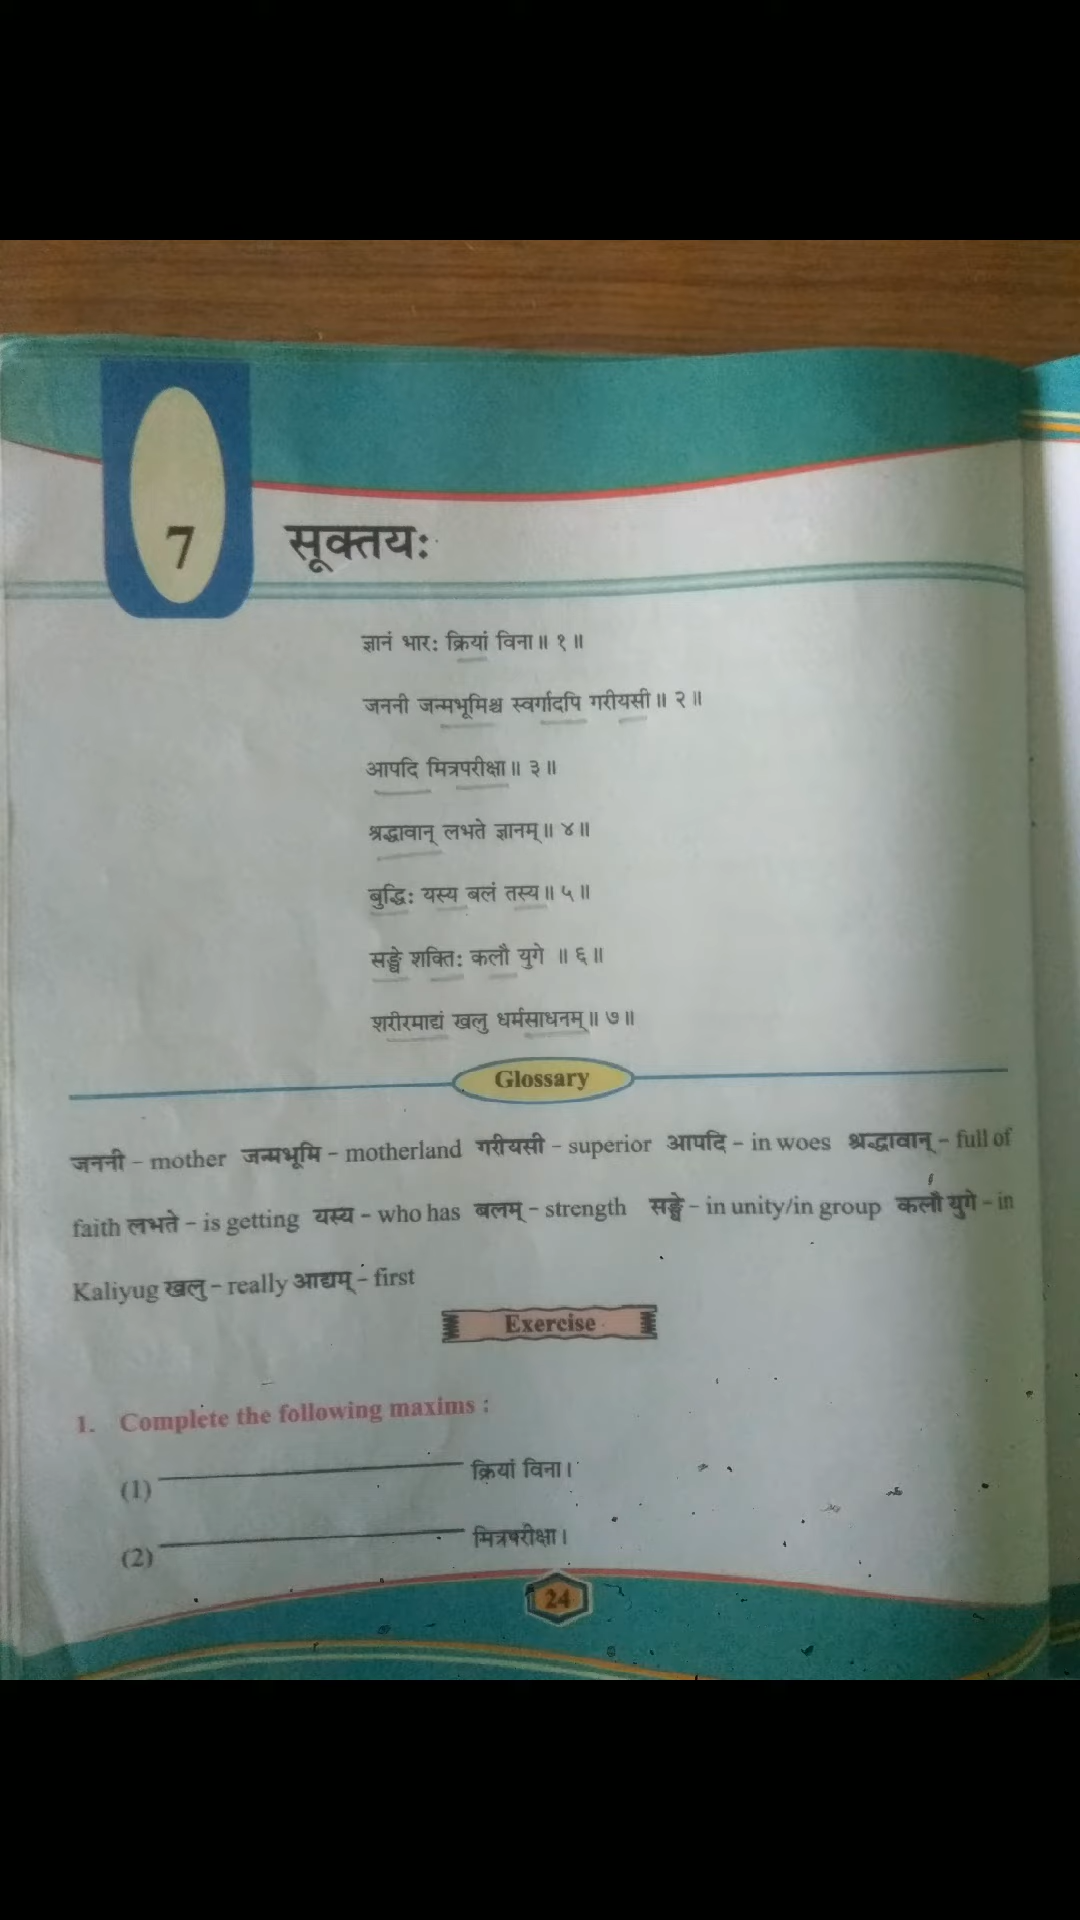 7
सूक्तयः
ज्ञानं भारः क्रियां विना॥ १॥
जननी जन्मभूमिश्च स्वर्गादपि गरीयसी॥ २॥
आपदि मित्रपरीक्षा॥ ३॥
श्रद्धावान् लभते ज्ञानम्॥ ४॥
बुद्धिः यस्य बलं तस्य॥ ५॥
सङ्घे शक्तिः कलौ युगे ॥ ६॥
शरीरमाद्यं खलु धर्मसाधनम्॥ ७॥
Glossary
जननी – mother जन्मभूमि – motherland गरीयसी – superior आपदि – in woes श्रद्धावान् – full of
faith लभते – is getting यस्य – who has बलम् – strength सङ्घे – in unity/in group कलौ युगे – in
Kaliyug खलु – really आद्यम् – first
Exercise
1. Complete the following maxims :
(1) __________ क्रियां विना।
(2) __________ मित्रपरीक्षा।
24